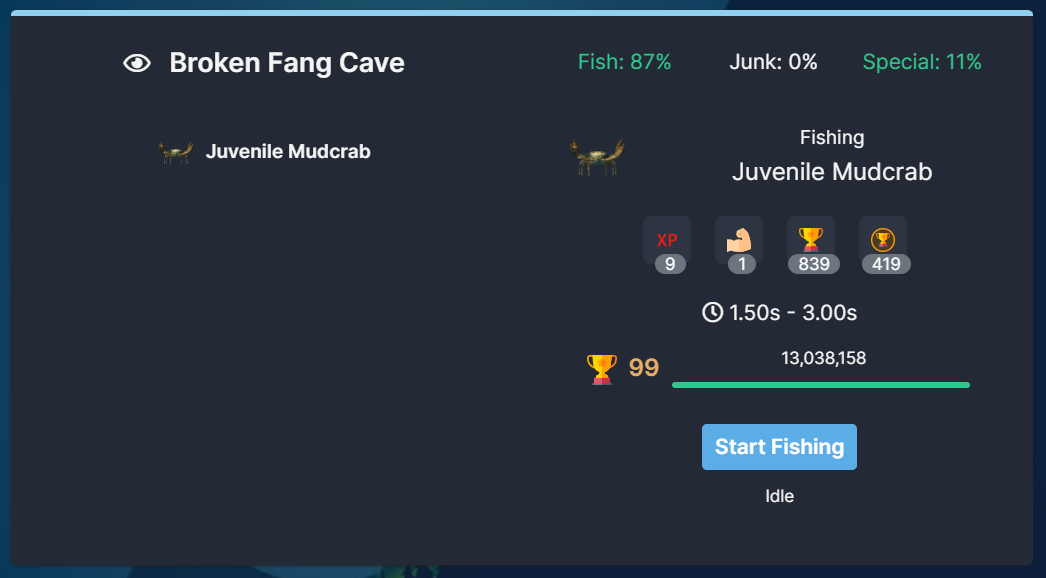 Broken Fang Cave
Fish: 87% Junk: 0% Special: 11%
Juvenile Mudcrab
Fishing
Juvenile Mudcrab
XP
9 1 839 419
1.50s - 3.00s
99
13,038,158
Start Fishing
Idle